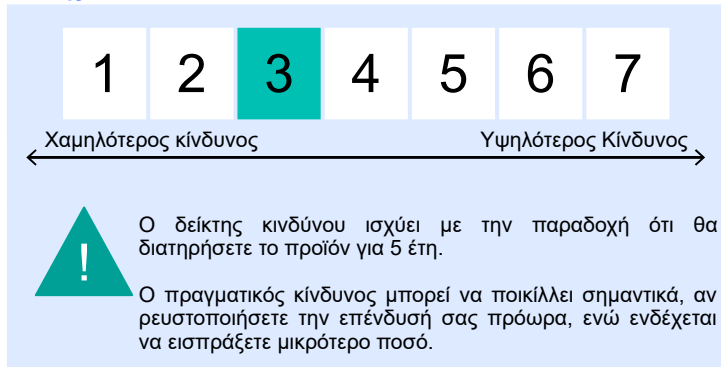 1 2 3 4 5 6 7
Χαμηλότερος κίνδυνος Υψηλότερος Κίνδυνος
!
Ο δείκτης κινδύνου ισχύει με την παραδοχή ότι θα
διατηρήσετε το προϊόν για 5 έτη.
Ο πραγματικός κίνδυνος μπορεί να ποικίλλει σημαντικά, αν
ρευστοποιήσετε την επένδυσή σας πρόωρα, ενώ ενδέχεται
να εισπράξετε μικρότερο ποσό.